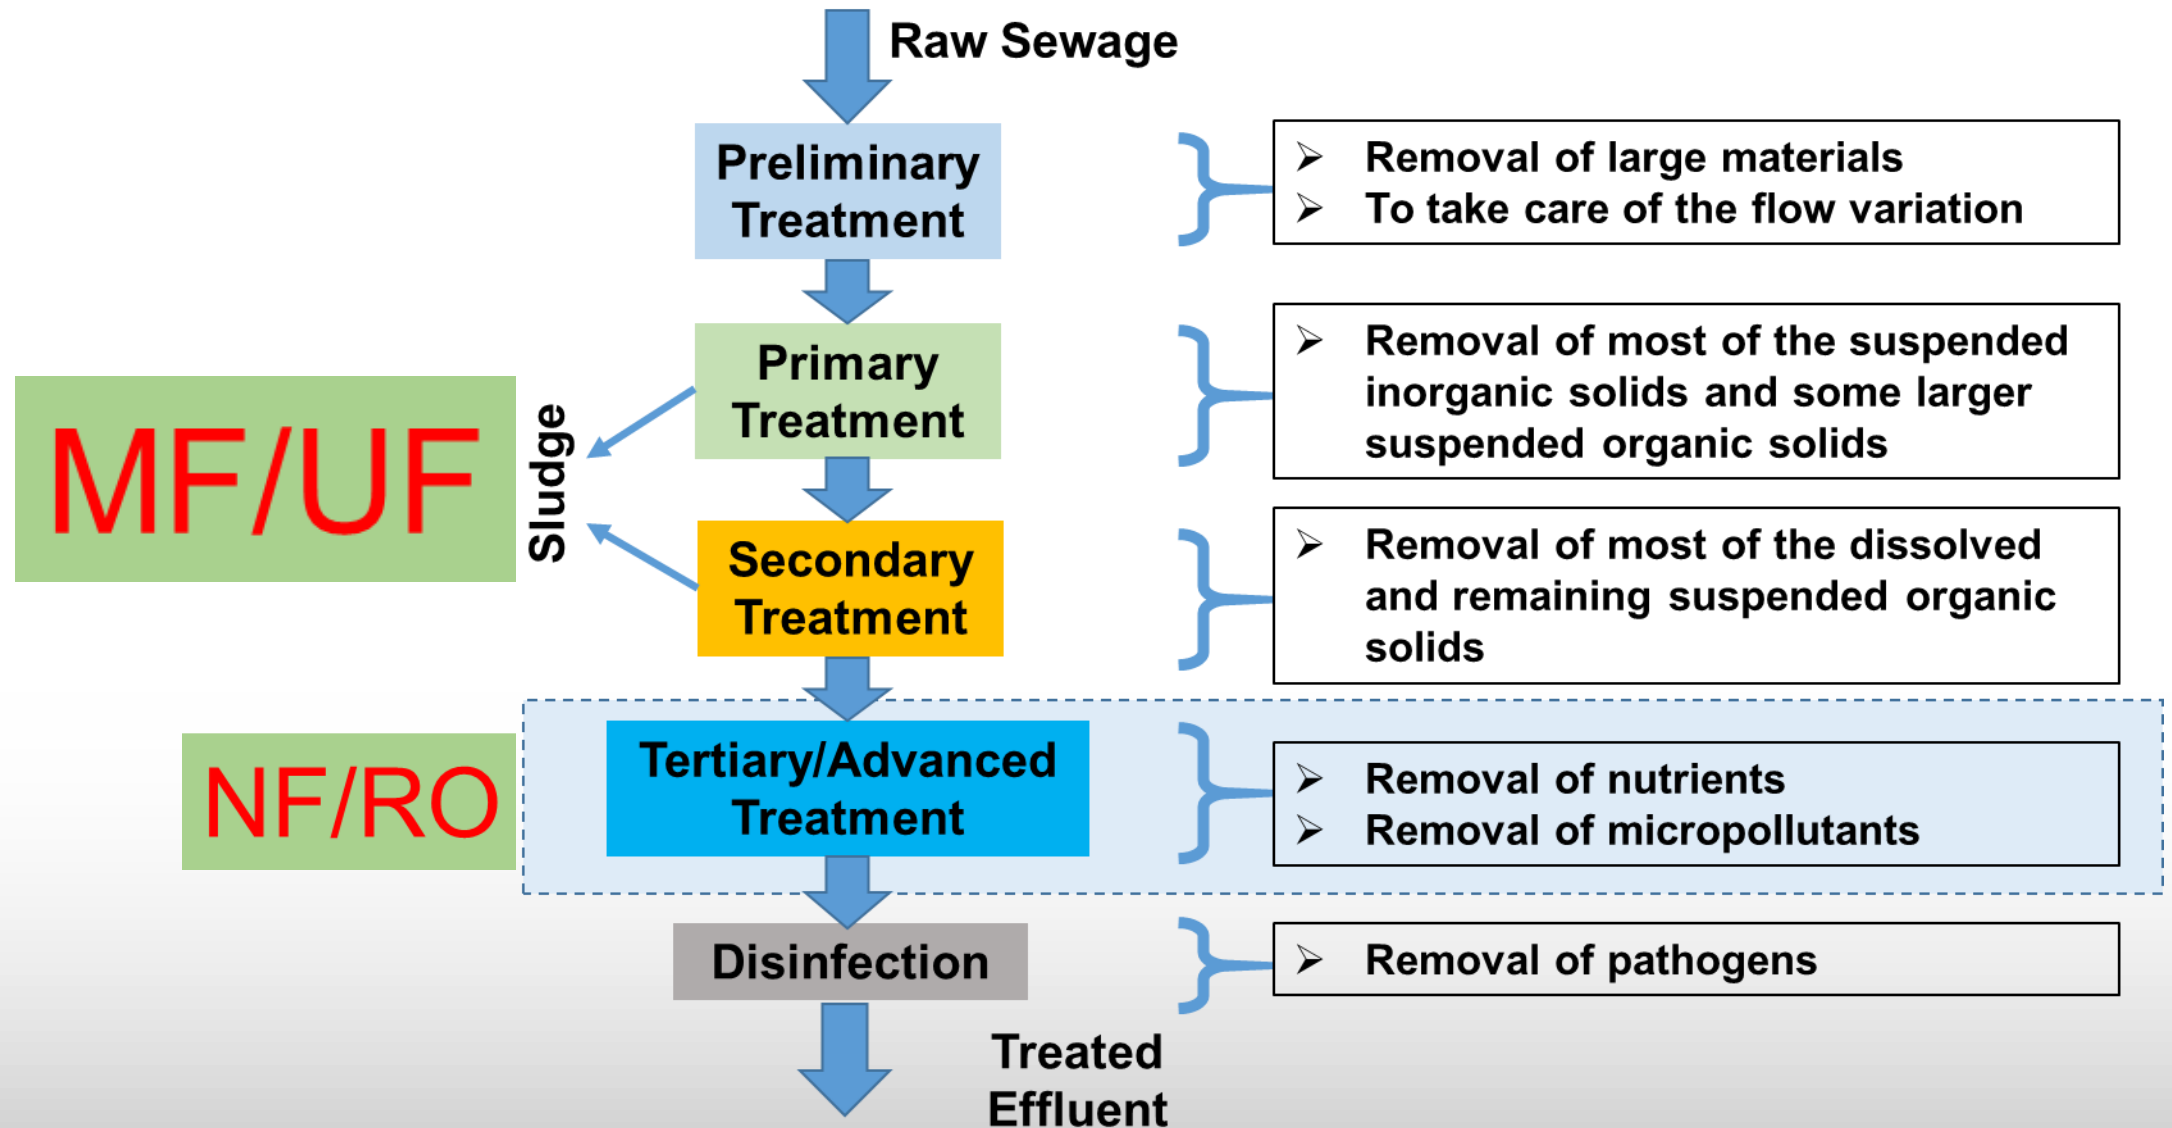 Raw Sewage
Preliminary
Treatment
➢ Removal of large materials
➢ To take care of the flow variation
Primary
Treatment
➢ Removal of most of the suspended
inorganic solids and some larger
suspended organic solids
MF/UF
Sludge
Secondary
Treatment
➢ Removal of most of the dissolved
and remaining suspended organic
solids
NF/RO
Tertiary/Advanced
Treatment
➢ Removal of nutrients
➢ Removal of micropollutants
Disinfection
➢ Removal of pathogens
Treated
Effluent